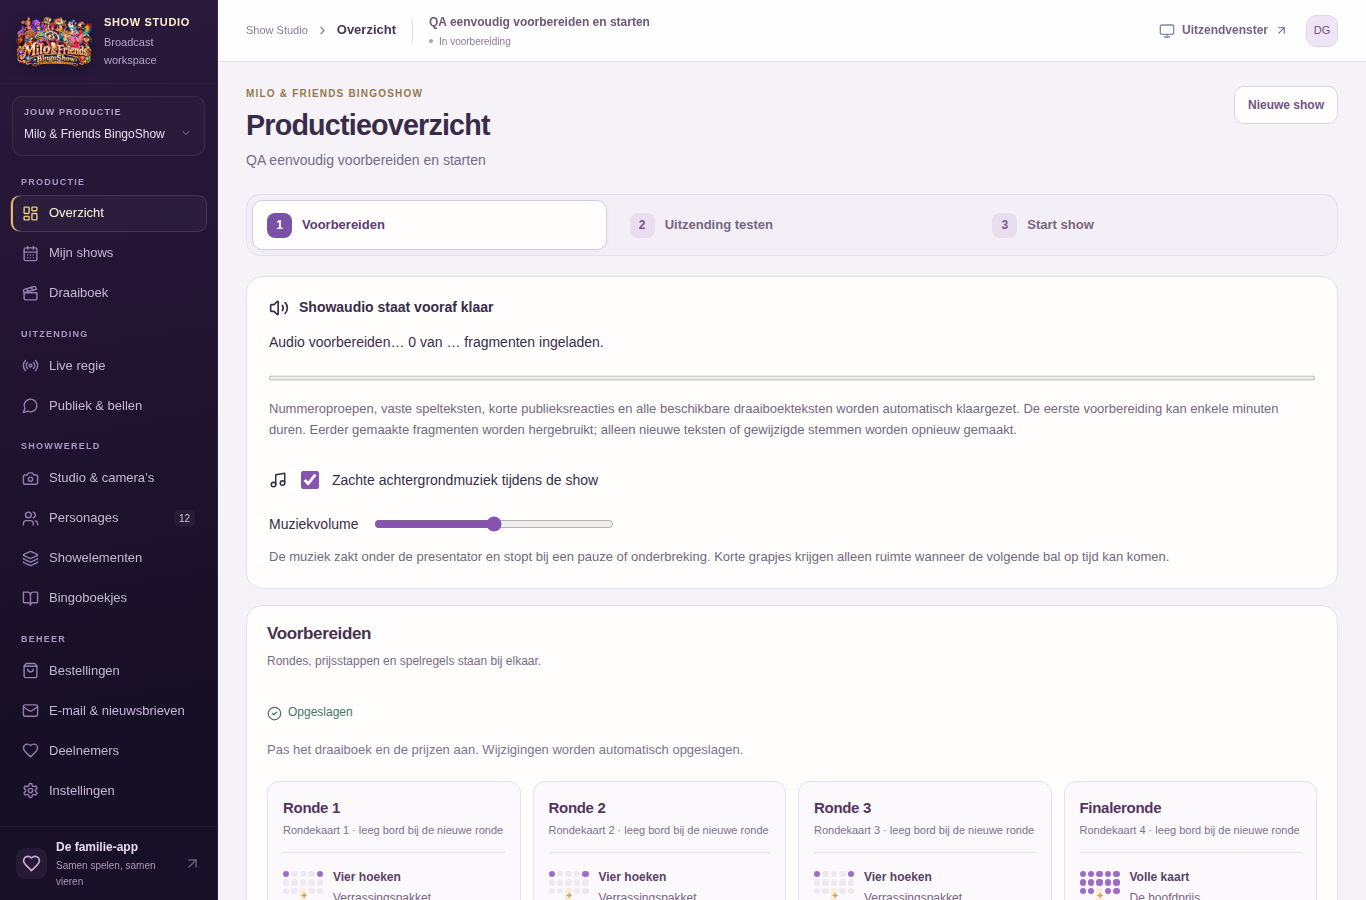 Milo & Friends
BingoShow
SHOW STUDIO
Broadcast
workspace
JOUW PRODUCTIE
Milo & Friends BingoShow
PRODUCTIE
Overzicht
Mijn shows
Draaiboek
UITZENDING
Live regie
Publiek & bellen
SHOWWERELD
Studio & camera's
Personages 12
Showelementen
Bingoboekjes
BEHEER
Bestellingen
E-mail & nieuwsbrieven
Deelnemers
Instellingen
De familie-app
Samen spelen, samen
vieren
Show Studio
Overzicht
QA eenvoudig voorbereiden en starten
In voorbereiding
Uitzendvenster
DG
MILO & FRIENDS BINGOSHOW
Productieoverzicht
QA eenvoudig voorbereiden en starten
Nieuwe show
1 Voorbereiden
2 Uitzending testen
3 Start show
Showaudio staat vooraf klaar
Audio voorbereiden… 0 van … fragmenten ingeladen.
Nummeroproepen, vaste spelteksten, korte publieksreacties en alle beschikbare draaiboekteksten worden automatisch klaargezet. De eerste voorbereiding kan enkele minuten
duren. Eerder gemaakte fragmenten worden hergebruikt; alleen nieuwe teksten of gewijzigde stemmen worden opnieuw gemaakt.
Zachte achtergrondmuziek tijdens de show
Muziekvolume
De muziek zakt onder de presentator en stopt bij een pauze of onderbreking. Korte grapjes krijgen alleen ruimte wanneer de volgende bal op tijd kan komen.
Voorbereiden
Rondes, prijsstappen en spelregels staan bij elkaar.
Opgeslagen
Pas het draaiboek en de prijzen aan. Wijzigingen worden automatisch opgeslagen.
Ronde 1
Rondekaart 1 · leeg bord bij de nieuwe ronde
Vier hoeken
Verrassingspakket
Ronde 2
Rondekaart 2 · leeg bord bij de nieuwe ronde
Vier hoeken
Verrassingspakket
Ronde 3
Rondekaart 3 · leeg bord bij de nieuwe ronde
Vier hoeken
Verrassingspakket
Finaleronde
Rondekaart 4 · leeg bord bij de nieuwe ronde
Volle kaart
De hoofdprijs